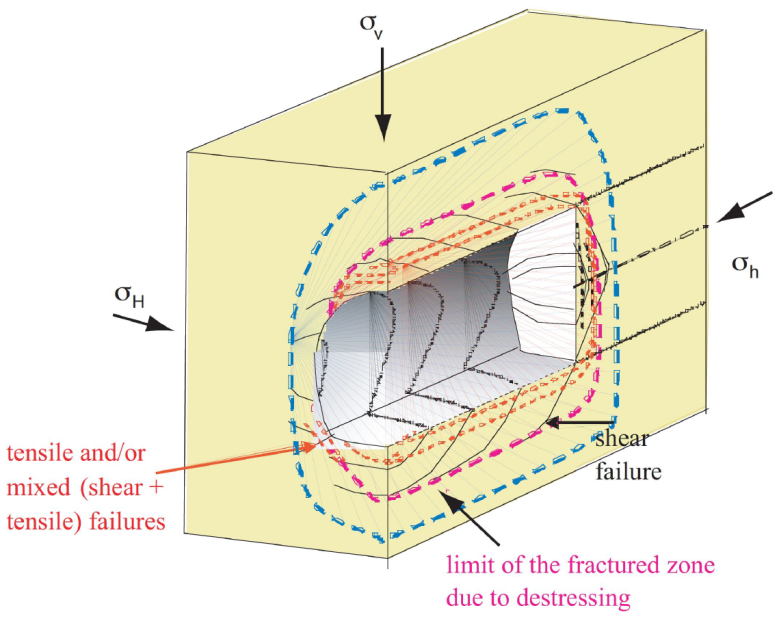 σv
σH
σh
tensile and/or
mixed (shear +
tensile) failures
shear
failure
limit of the fractured zone
due to destressing